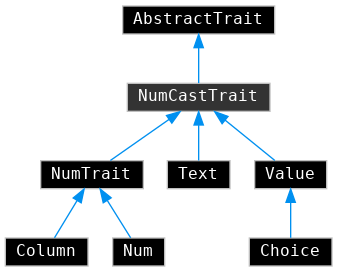 AbstractTrait
NumCastTrait
NumTrait
Text
Value
Column
Num
Choice